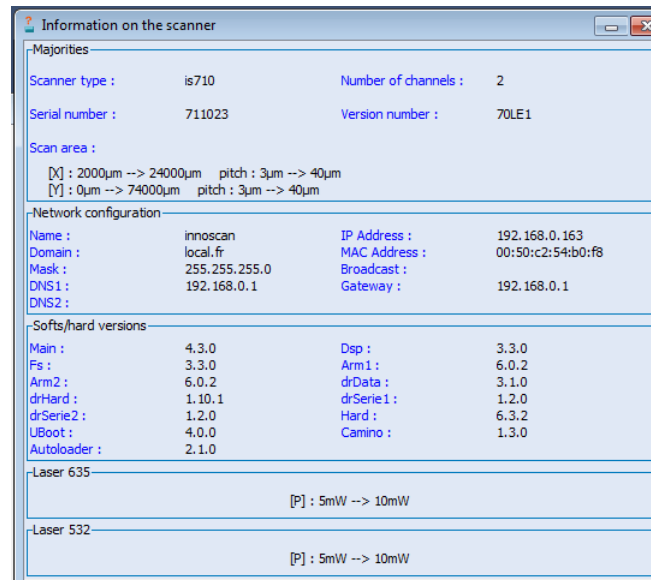 Information on the scanner
Majorities
Scanner type : is710 Number of channels : 2
Serial number : 711023 Version number : 70LE1
Scan area :
[X] : 2000µm --> 24000µm pitch : 3µm --> 40µm
[Y] : 0µm --> 74000µm pitch : 3µm --> 40µm
Network configuration
Name : innoscan IP Address : 192.168.0.163
Domain : local.fr MAC Address : 00:50:c2:54:b0:f8
Mask : 255.255.255.0 Broadcast :
DNS1 : 192.168.0.1 Gateway : 192.168.0.1
DNS2 :
Softs/hard versions
Main : 4.3.0 Dsp : 3.3.0
Fs : 3.3.0 Arm1 : 6.0.2
Arm2 : 6.0.2 drData : 3.1.0
drHard : 1.10.1 drSerie1 : 1.2.0
drSerie2 : 1.2.0 Hard : 6.3.2
UBoot : 4.0.0 Camino : 1.3.0
Autoloader : 2.1.0
Laser 635
[P] : 5mW --> 10mW
Laser 532
[P] : 5mW --> 10mW